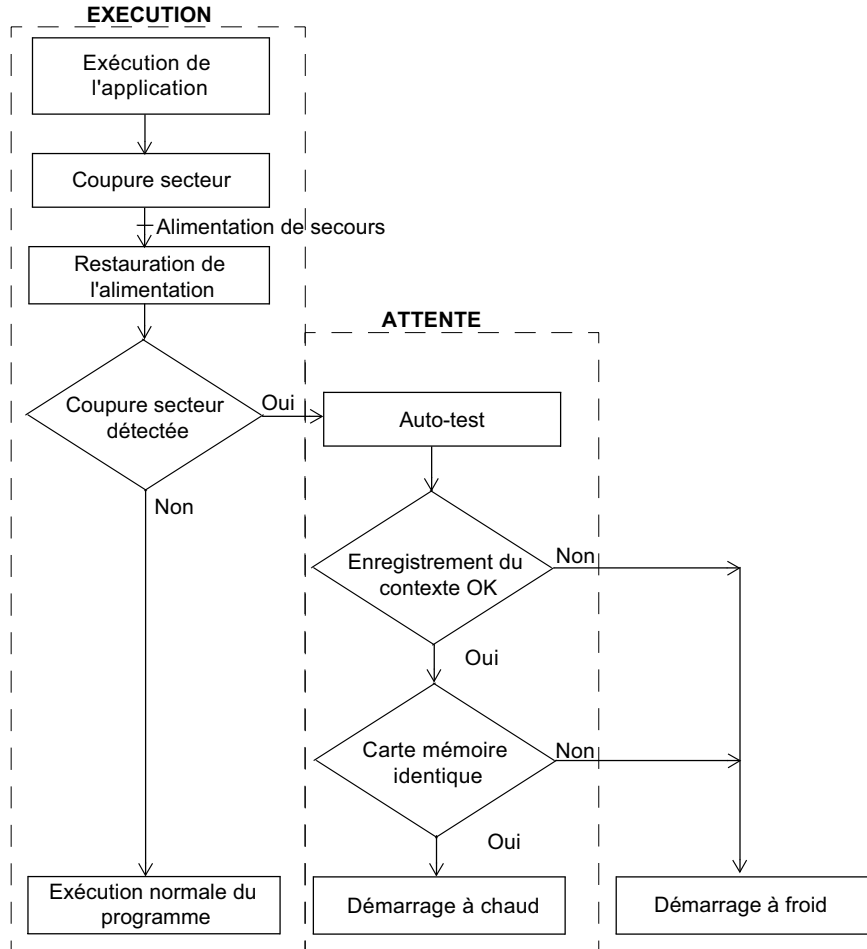 EXECUTION
Exécution de
l'application
Coupure secteur
Alimentation de secours
Restauration de
l'alimentation
ATTENTE
Coupure secteur
détectée
Oui
Auto-test
Non
Enregistrement du
contexte OK
Non
Oui
Carte mémoire
identique
Non
Oui
Exécution normale du
programme
Démarrage à chaud
Démarrage à froid